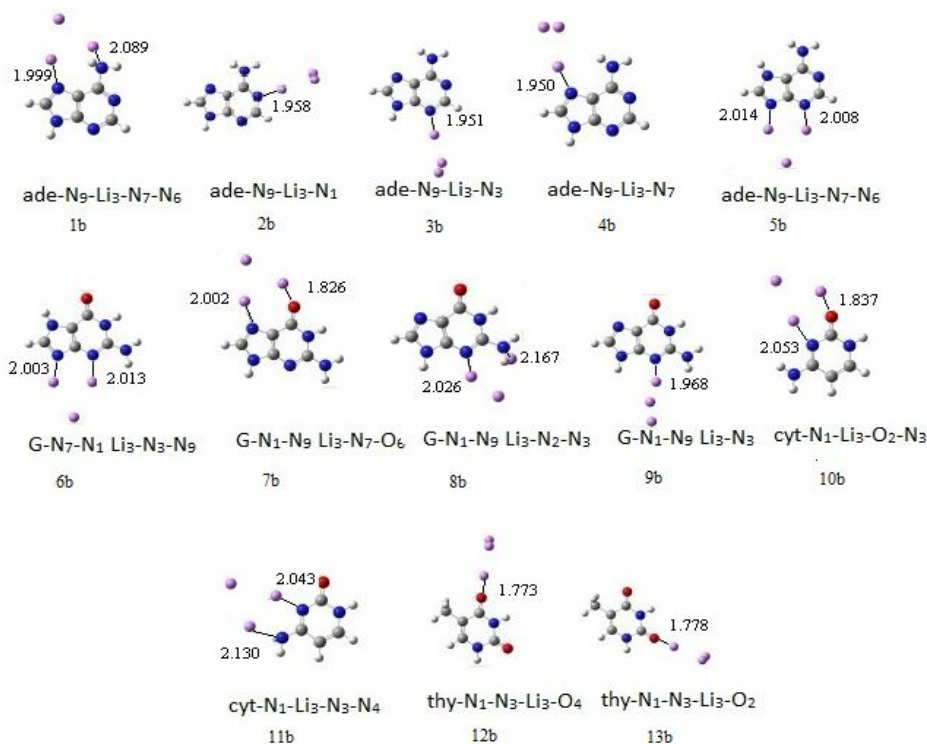 2.089
1.999
1.958
1.951
1.950
2.014
2.008
ade-N9-Li3-N7-N6
ade-N9-Li3-N1
ade-N9-Li3-N3
ade-N9-Li3-N7
ade-N9-Li3-N7-N6
1b
2b
3b
4b
5b
2.003
2.013
2.002
1.826
2.026
2.167
1.968
1.837
2.053
G-N7-N1 Li3-N3-N9
G-N1-N9 Li3-N7-O6
G-N1-N9 Li3-N2-N3
G-N1-N9 Li3-N3
cyt-N1-Li3-O2-N3
6b
7b
8b
9b
10b
2.043
2.130
1.773
1.778
cyt-N1-Li3-N3-N4
thy-N1-N3-Li3-O4
thy-N1-N3-Li3-O2
11b
12b
13b